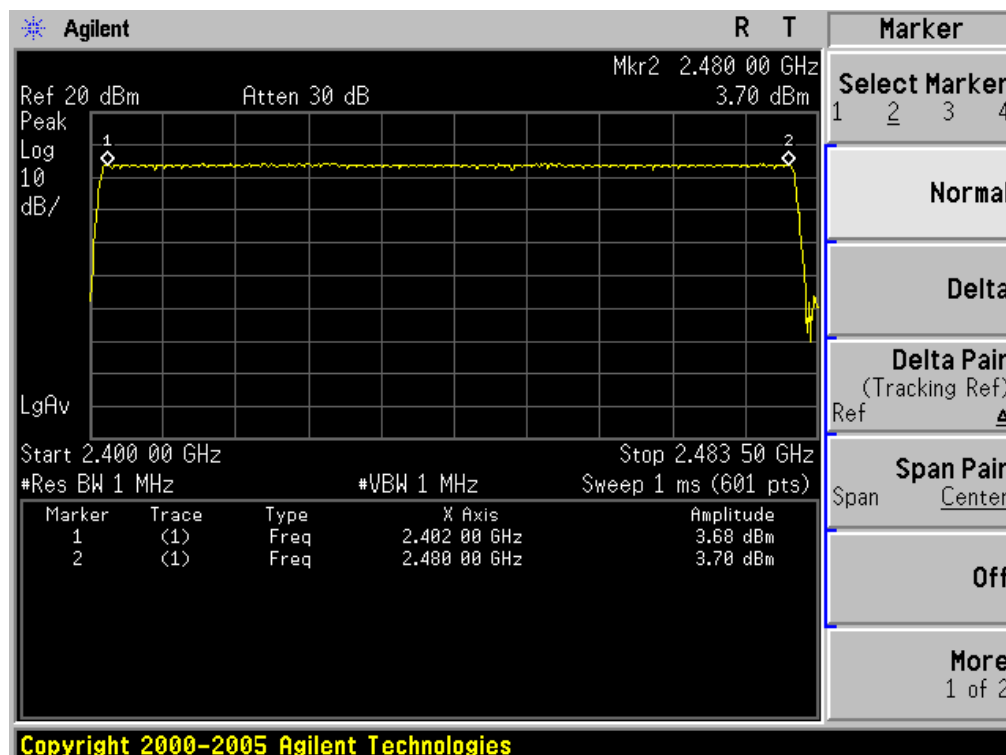 Agilent R T
Mkr2 2.480 00 GHz
Ref 20 dBm Atten 30 dB 3.70 dBm
Peak
Log
10
dB/
1
2
LgAv
Start 2.400 00 GHz Stop 2.483 50 GHz
#Res BW 1 MHz #VBW 1 MHz Sweep 1 ms (601 pts)
Marker Trace Type X Axis Amplitude
1 (1) Freq 2.402 00 GHz 3.68 dBm
2 (1) Freq 2.480 00 GHz 3.70 dBm
Copyright 2000-2005 Agilent Technologies
Marker
Select Marker
1 2 3 4
Normal
Delta
Delta Pair
(Tracking Ref)
Ref Δ
Span Pair
Span Center
Off
More
1 of 2